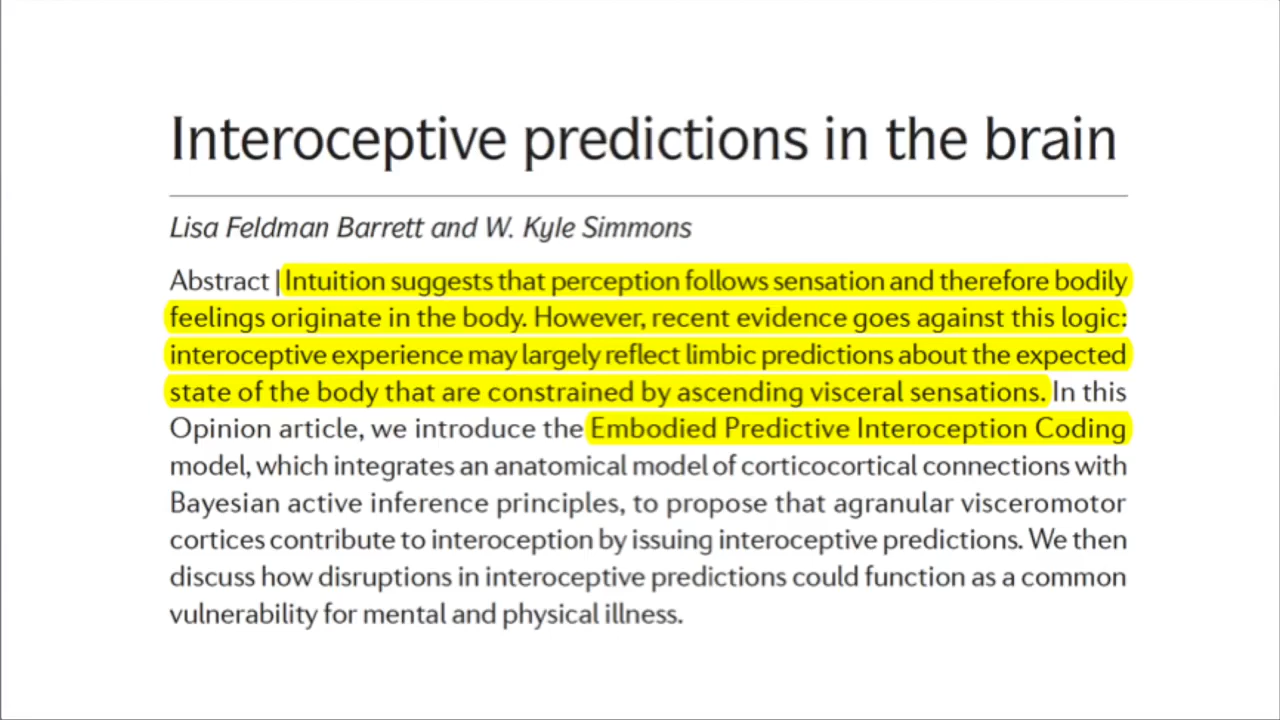 Interoceptive predictions in the brain
Lisa Feldman Barrett and W. Kyle Simmons
Abstract | Intuition suggests that perception follows sensation and therefore bodily
feelings originate in the body. However, recent evidence goes against this logic:
interoceptive experience may largely reflect limbic predictions about the expected
state of the body that are constrained by ascending visceral sensations. In this
Opinion article, we introduce the Embodied Predictive Interoception Coding
model, which integrates an anatomical model of corticocortical connections with
Bayesian active inference principles, to propose that agranular visceromotor
cortices contribute to interoception by issuing interoceptive predictions. We then
discuss how disruptions in interoceptive predictions could function as a common
vulnerability for mental and physical illness.